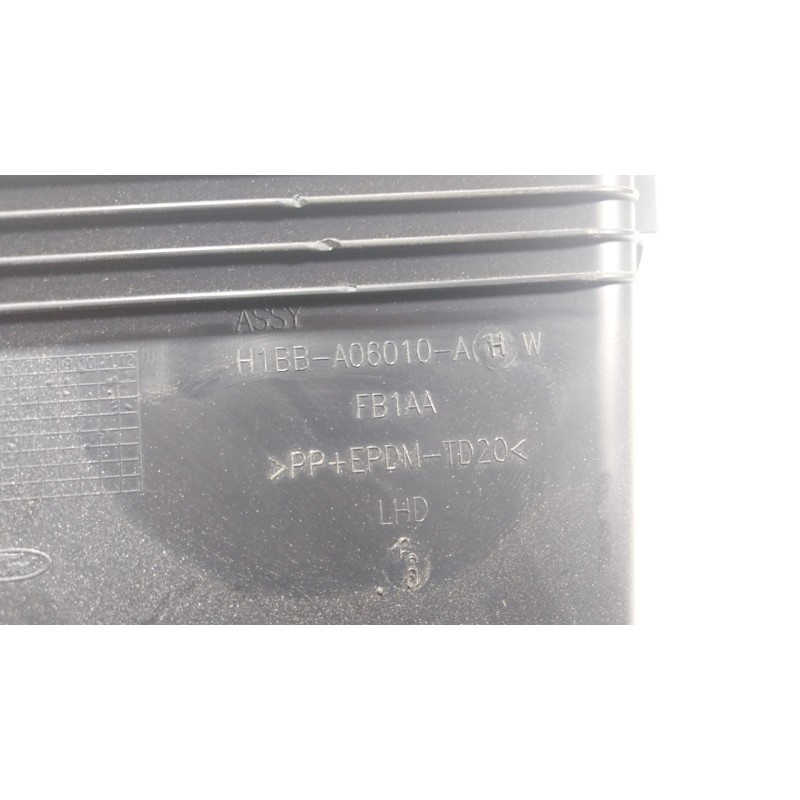 ASSY
H1BB-A06010-A H W
FB1AA
>PP+EPDM-TD20<
LHD